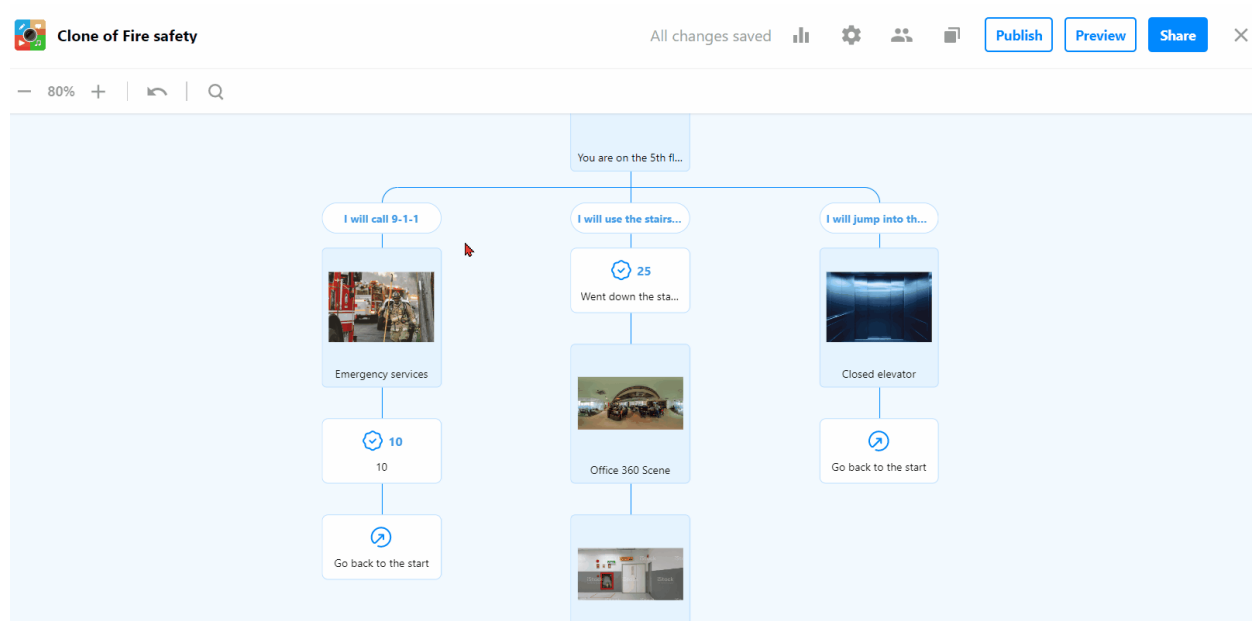 Clone of Fire safety
All changes saved
Publish
Preview
Share
80%
You are on the 5th fl...
I will call 9-1-1
I will use the stairs...
I will jump into th...
25
Went down the sta...
Emergency services
Closed elevator
10
10
Office 360 Scene
Go back to the start
Go back to the start
iStock
iStock